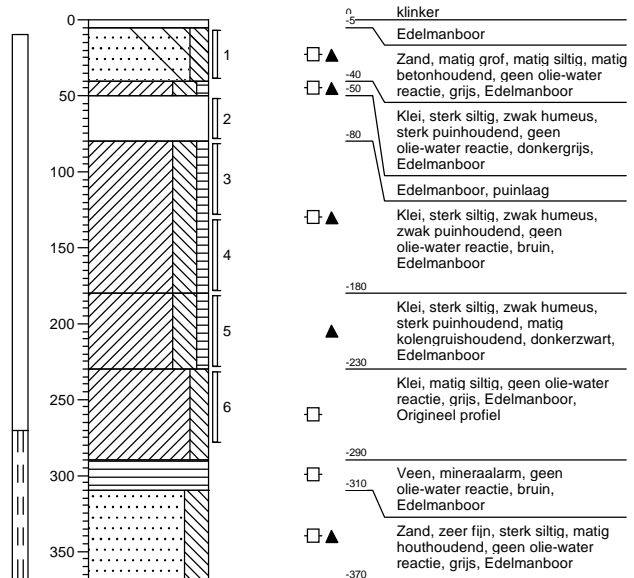 0
50
100
150
200
250
300
350
1
2
3
4
5
6
0
klinker
-5
Edelmanboor
Zand, matig grof, matig siltig, matig
betonhoudend, geen olie-water
reactie, grijs, Edelmanboor
-40
-50
Klei, sterk siltig, zwak humeus,
sterk puinhoudend, geen
olie-water reactie, donkergrijs,
Edelmanboor
-80
Edelmanboor, puinlaag
Klei, sterk siltig, zwak humeus,
zwak puinhoudend, geen
olie-water reactie, bruin,
Edelmanboor
-180
Klei, sterk siltig, zwak humeus,
sterk puinhoudend, matig
kolengruishoudend, donkerzwart,
Edelmanboor
-230
Klei, matig siltig, geen olie-water
reactie, grijs, Edelmanboor,
Origineel profiel
-290
Veen, mineraalarm, geen
olie-water reactie, bruin,
Edelmanboor
-310
Zand, zeer fijn, sterk siltig, matig
houthoudend, geen olie-water
reactie, grijs, Edelmanboor
-370